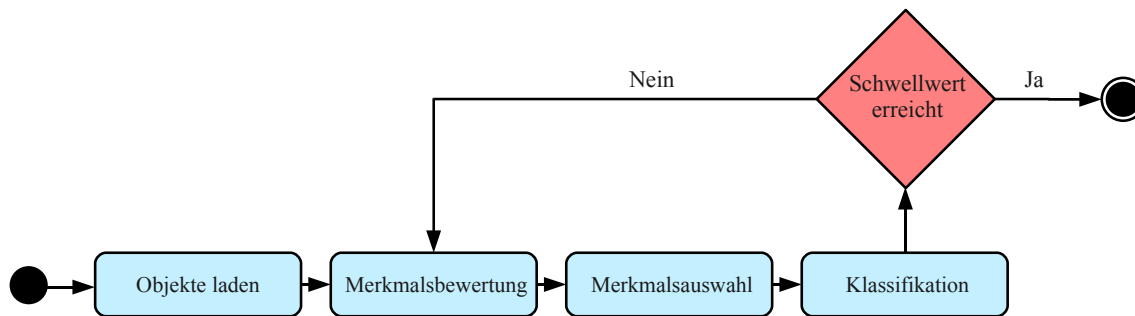 Nein
Schwellwert
erreicht
Ja
Objekte laden
Merkmalsbewertung
Merkmalsauswahl
Klassifikation